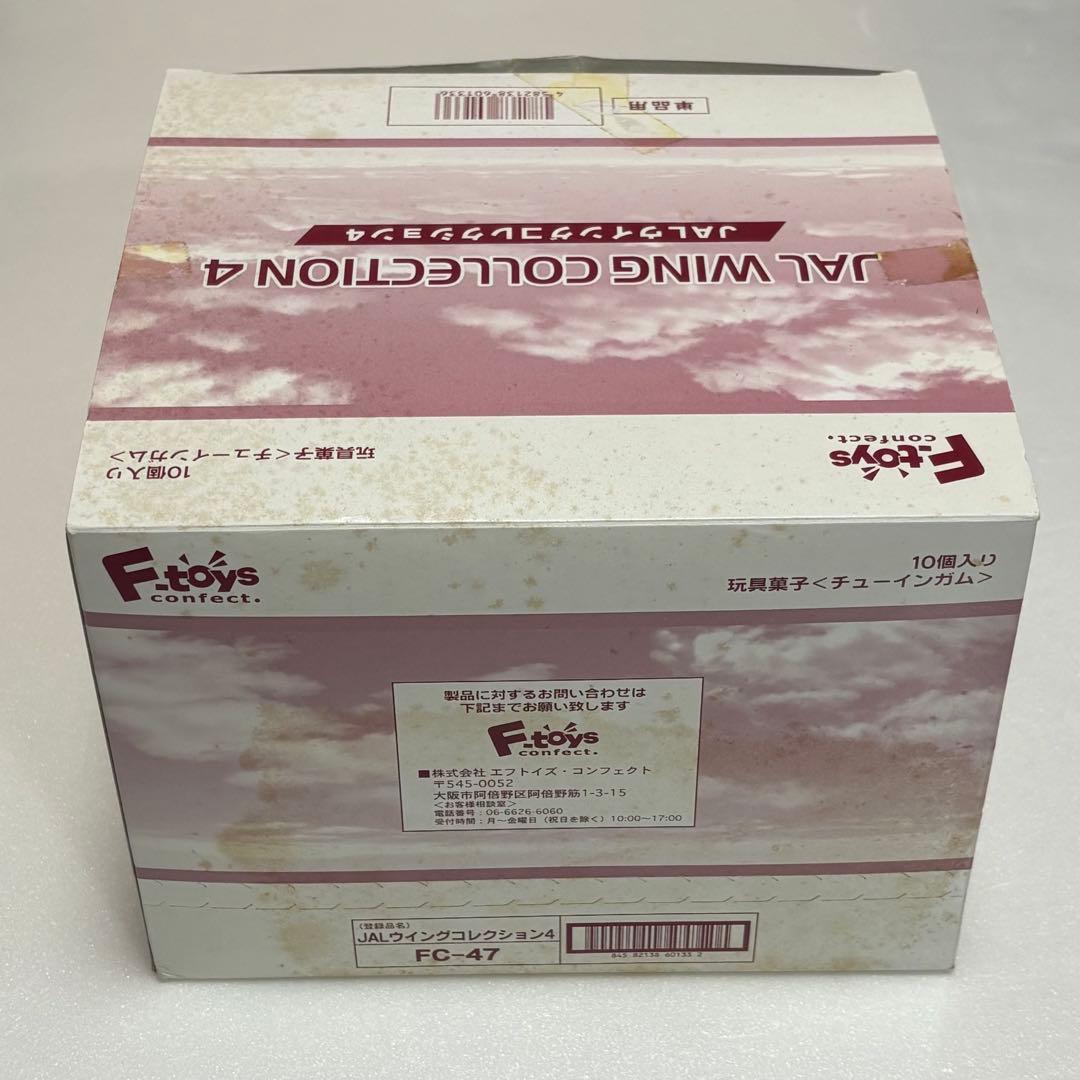 4 582138 601336
単品用
JALウイングコレクション4
JAL WING COLLECTION 4
F-toys
confect.
10個入り
玩具菓子<チューインガム>
F-toys
confect.
10個入り
玩具菓子<チューインガム>
製品に対するお問い合わせは
下記までお願い致します
F-toys
confect.
■株式会社 エフトイズ・コンフェクト
〒545-0052
大阪市阿倍野区阿倍野筋1-3-15
<お客様相談室>
電話番号：06-6626-6060
受付時間：月〜金曜日（祝日を除く）10:00〜17:00
（登録品名）
JALウイングコレクション4
FC-47
845 82138 60133 2